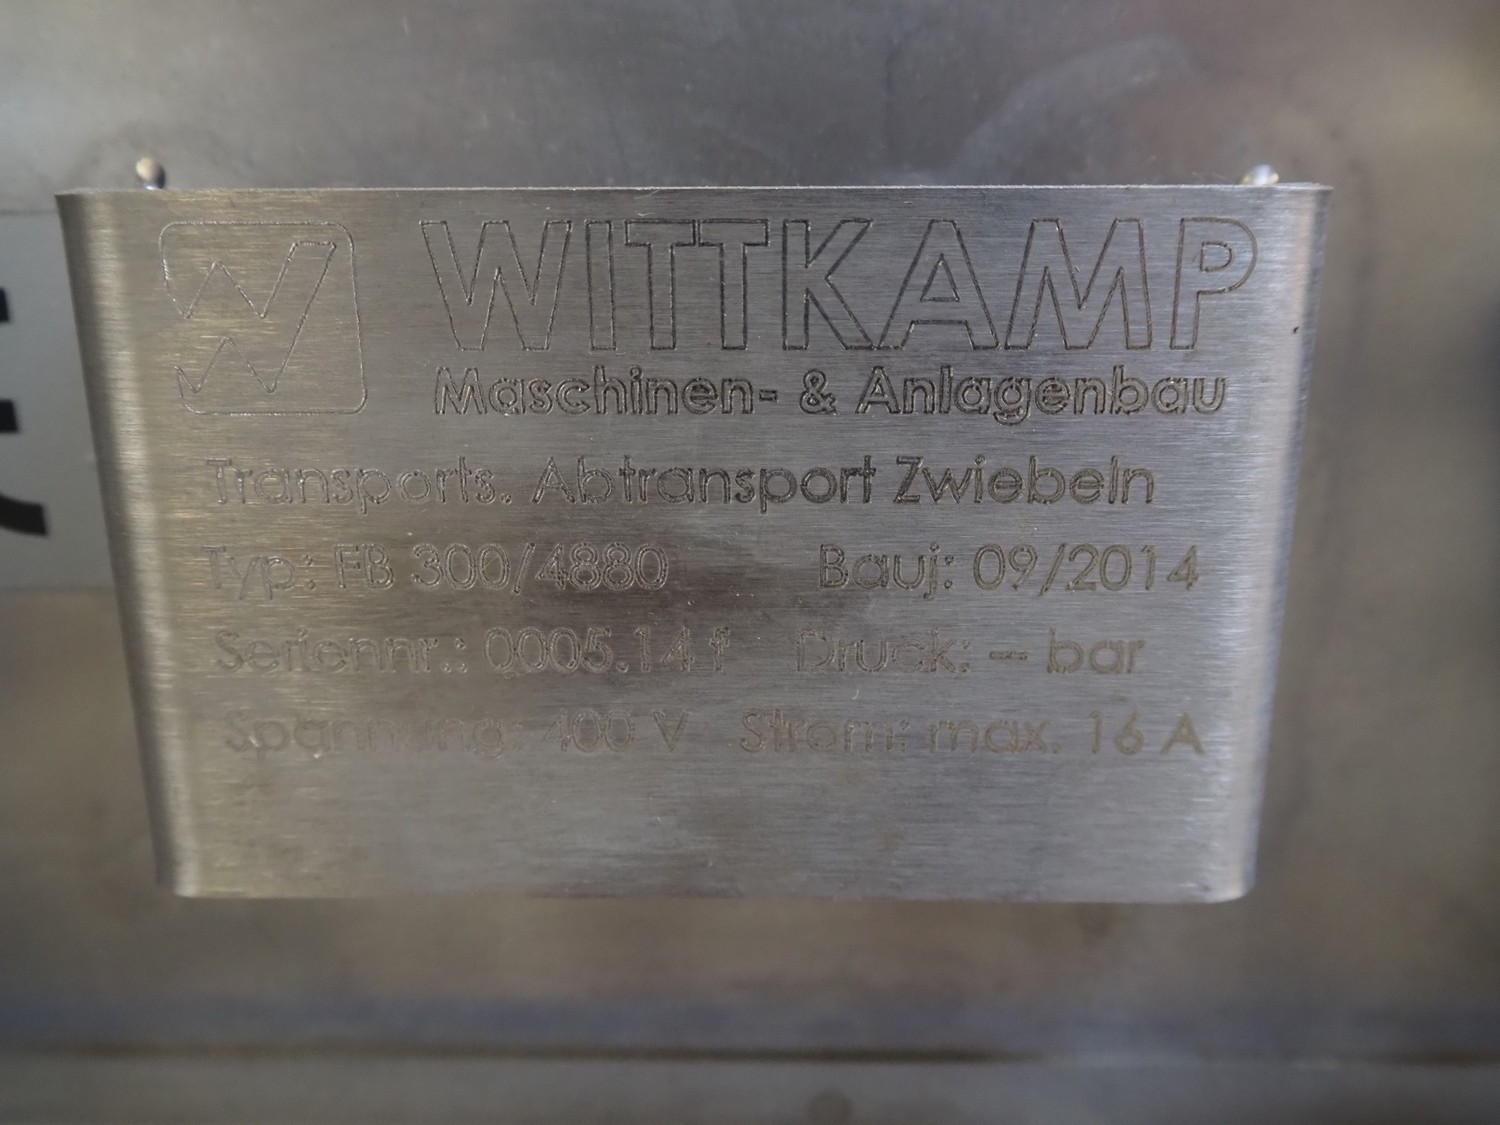 WITTKAMP
Maschinen- & Anlagenbau
Transports. Abtransport Zwiebeln
Typ: FB 300/4880 Bauj: 09/2014
Seriennr.: 0005.14 f Druck: -- bar
Spannung: 400 V Strom: max. 16 A